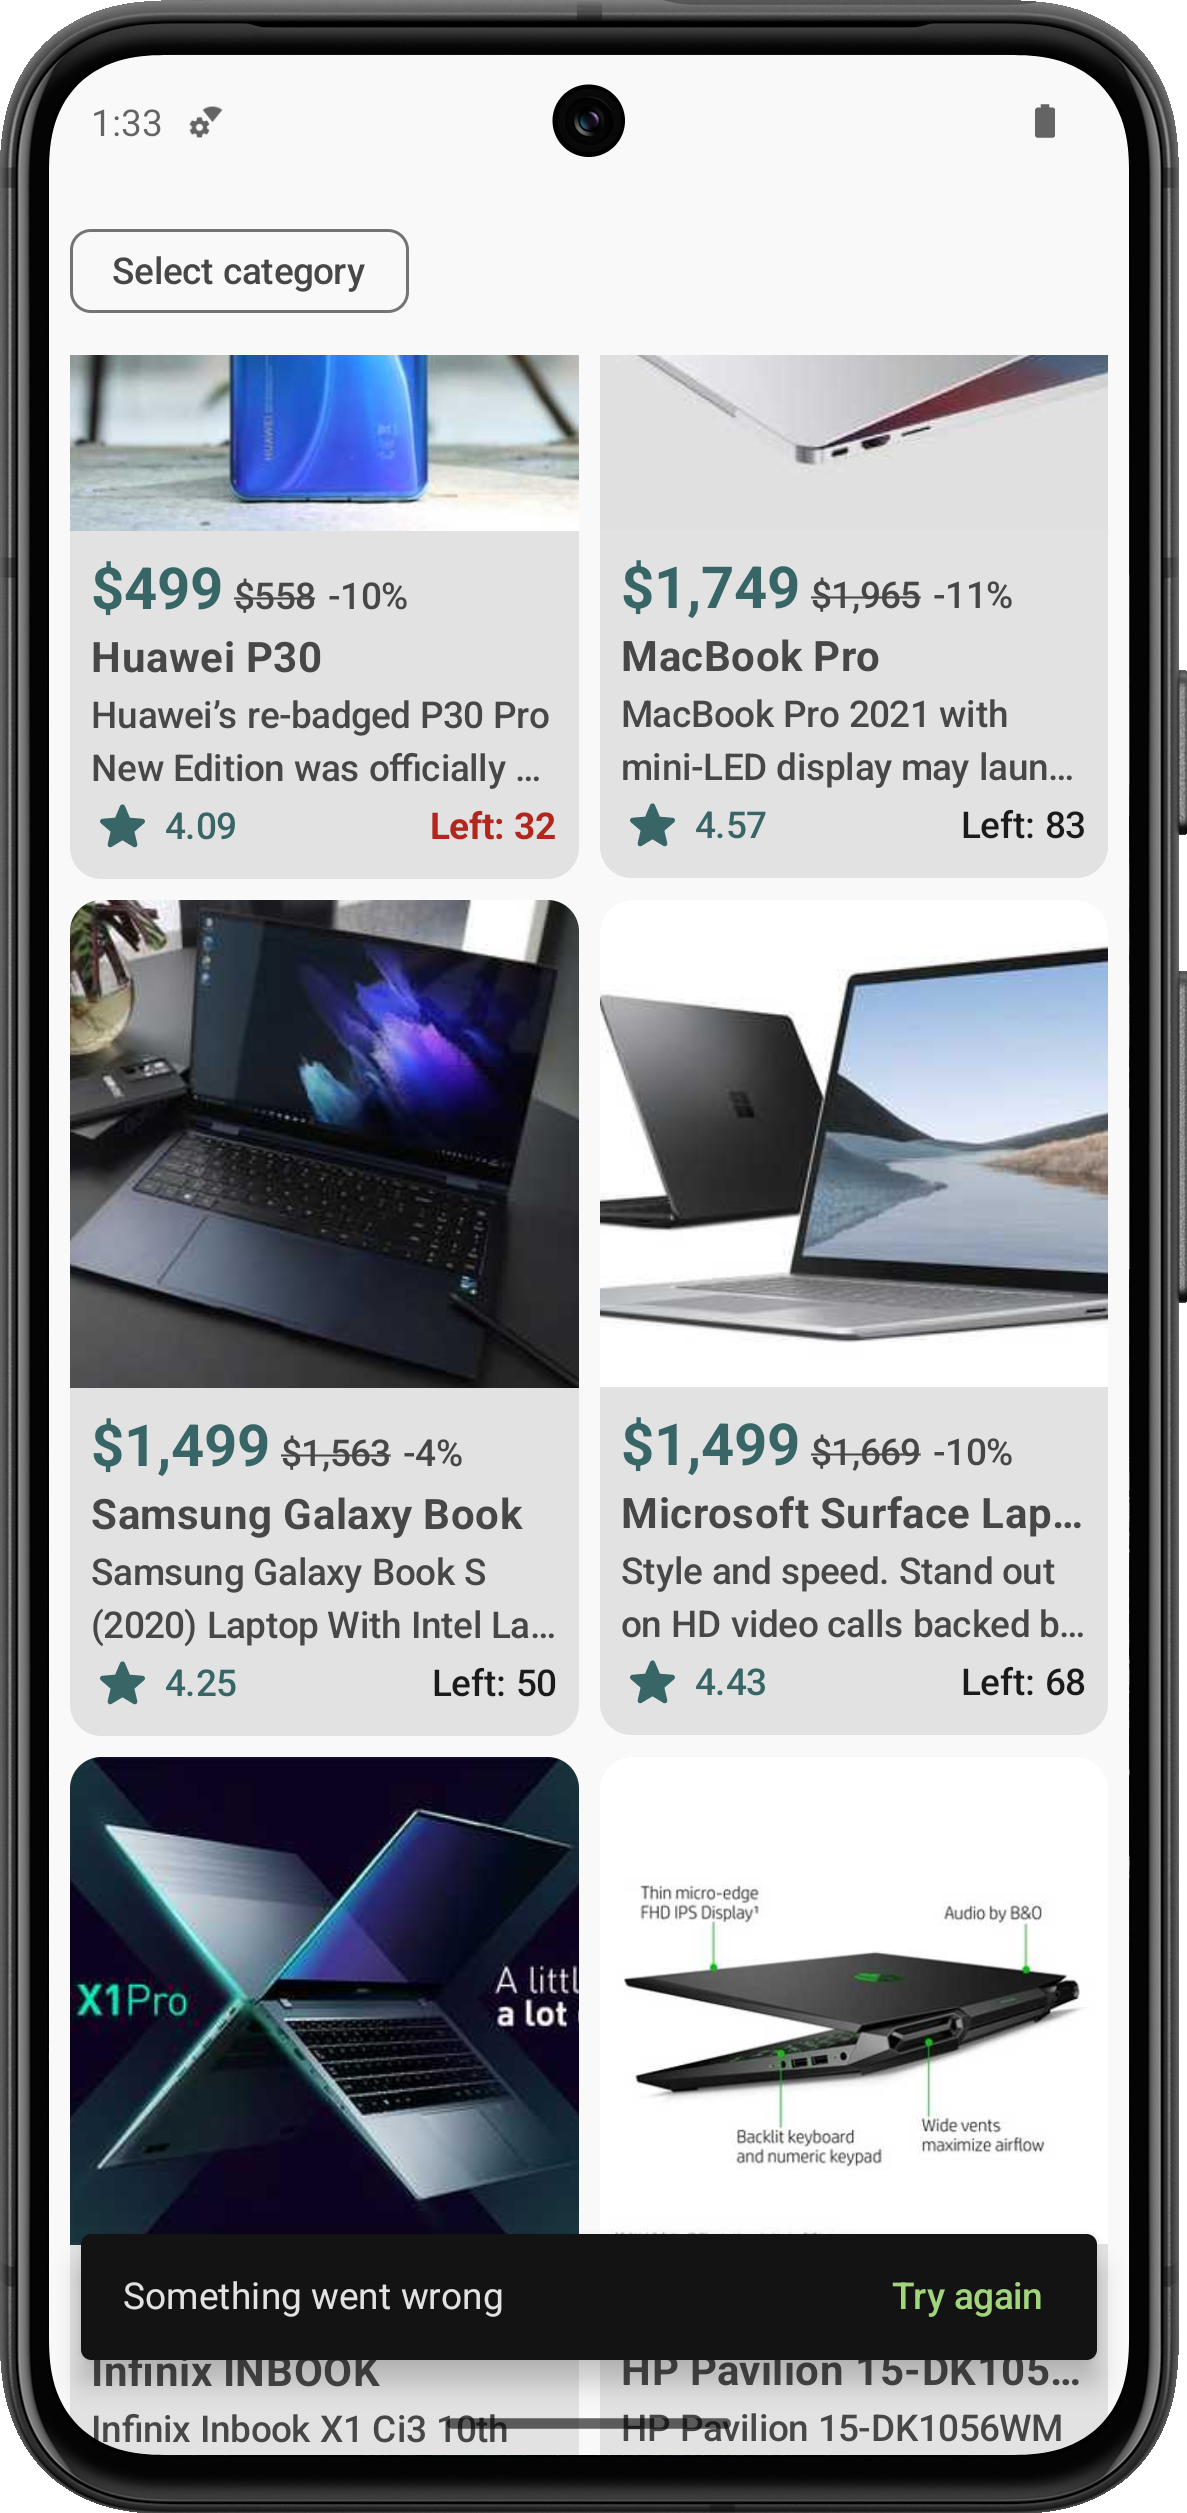 1:33
Select category
HUAWEI
$499 $558 -10%
Huawei P30
Huawei’s re-badged P30 Pro
New Edition was officially ...
4.09 Left: 32
$1,749 $1,965 -11%
MacBook Pro
MacBook Pro 2021 with
mini-LED display may laun...
4.57 Left: 83
$1,499 $1,563 -4%
Samsung Galaxy Book
Samsung Galaxy Book S
(2020) Laptop With Intel La...
4.25 Left: 50
$1,499 $1,669 -10%
Microsoft Surface Lap...
Style and speed. Stand out
on HD video calls backed b...
4.43 Left: 68
X1Pro
A littl
a lot
Thin micro-edge
FHD IPS Display¹
Audio by B&O
Backlit keyboard
and numeric keypad
Wide vents
maximize airflow
Something went wrong Try again
Infinix INBOOK
Infinix Inbook X1 Ci3 10th
HP Pavilion 15-DK105...
HP Pavilion 15-DK1056WM